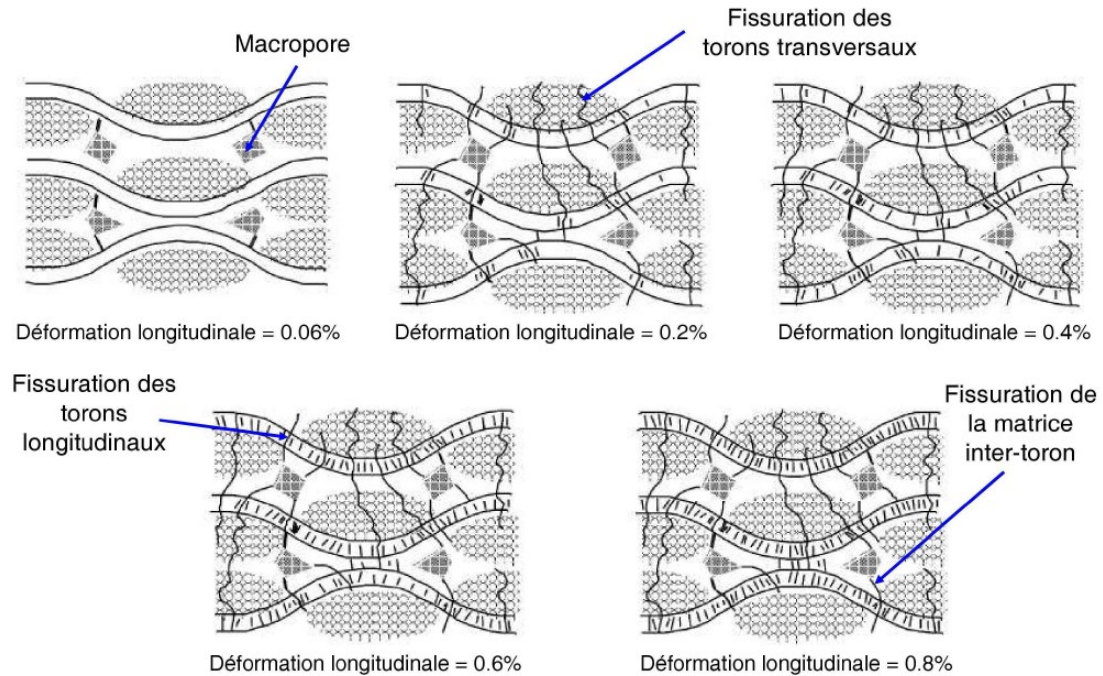 Macropore
Fissuration des
torons transversaux
Déformation longitudinale = 0.06%
Déformation longitudinale = 0.2%
Déformation longitudinale = 0.4%
Fissuration des
torons
longitudinaux
Fissuration de
la matrice
inter-toron
Déformation longitudinale = 0.6%
Déformation longitudinale = 0.8%